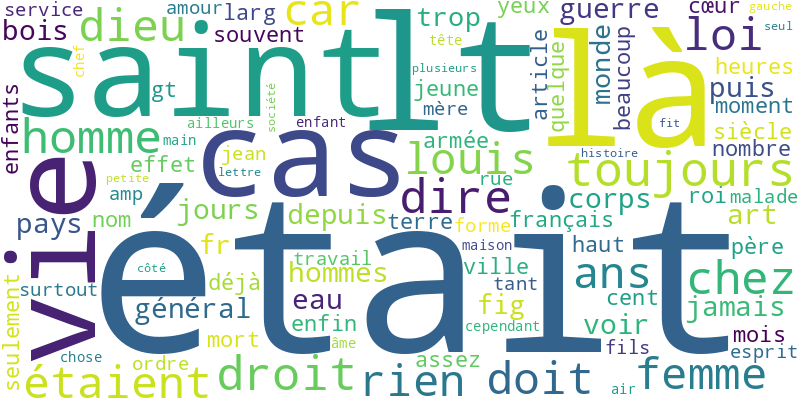 service amour larg car trop yeux guerre cœur gauche
bois dieu souvent tête là loi seul
chef saint lt plusieurs jeune article quelque monde beaucoup heures
gt mère puis moment
enfants homme société ailleurs enfant main cas armée fit siècle
effet jean louis histoire toujours nombre
vie petite lettre rue
amp jours depuis dire corps roi malade
pays nom était terre forme français art
fr travail maison haut père
côté déjà hommes ville tant ans chez
seulement surtout général eau fig cent jamais
mort enfin âme cependant voir mois
chose ordre assez fils esprit
étaient droit rien doit air femme